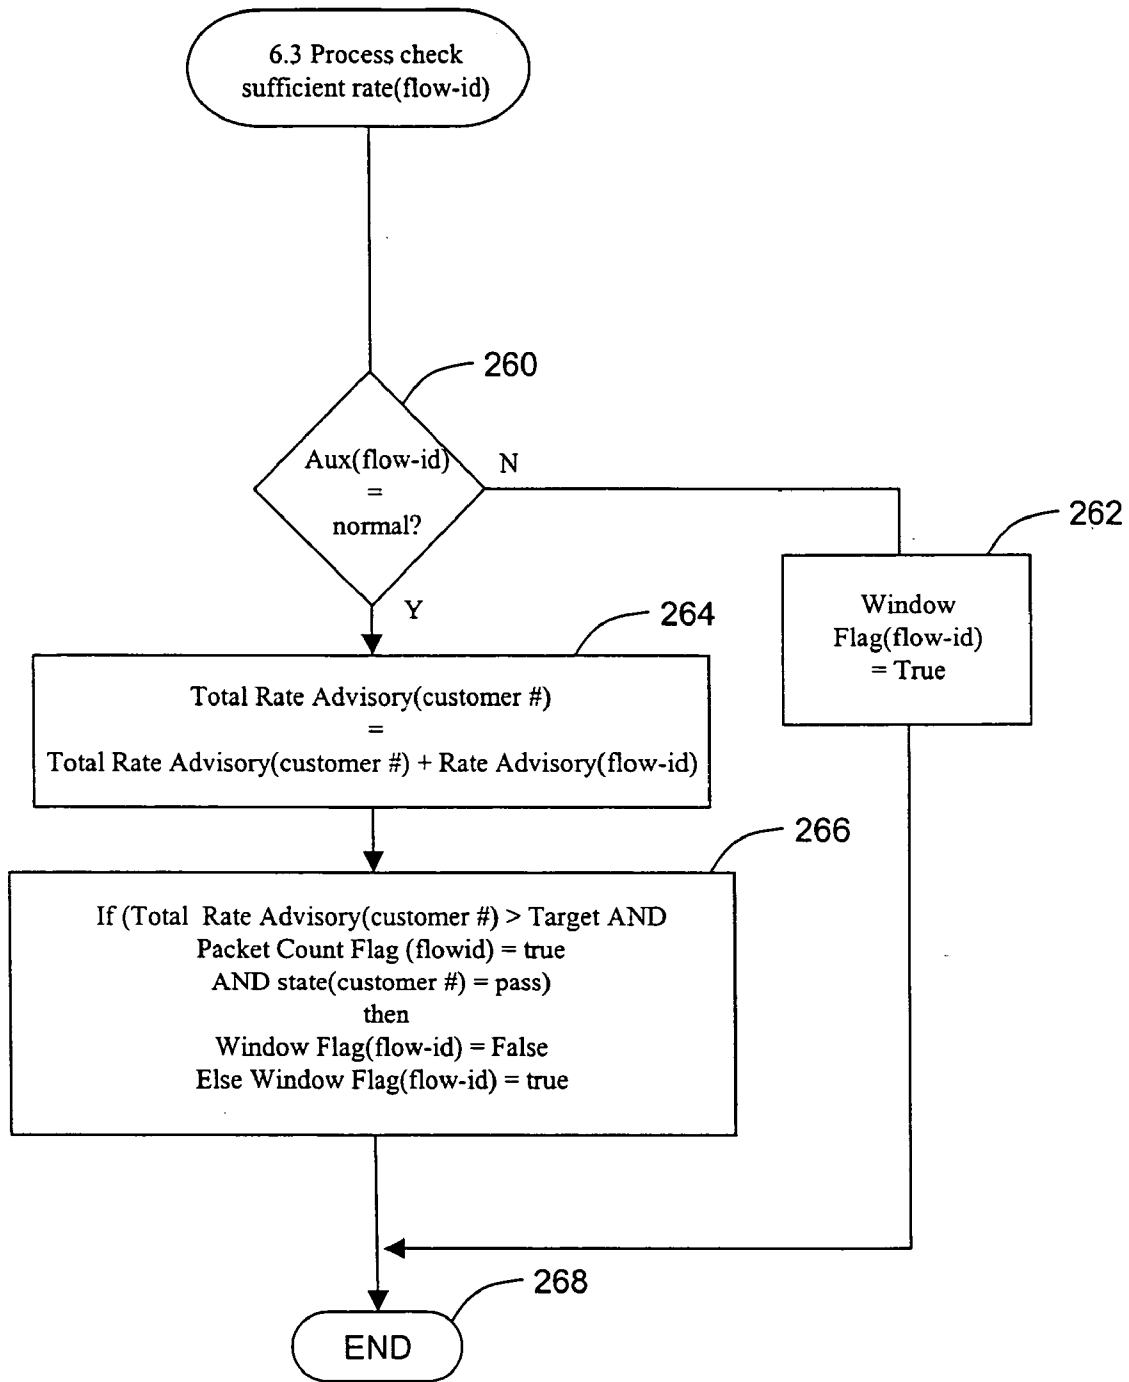 6.3 Process check
sufficient rate(flow-id)
260
Aux(flow-id)
=
normal?
N
262
Window
Flag(flow-id)
= True
Y
264
Total Rate Advisory(customer #)
=
Total Rate Advisory(customer #) + Rate Advisory(flow-id)
266
If (Total Rate Advisory(customer #) > Target AND
Packet Count Flag (flowid) = true
AND state(customer #) = pass)
then
Window Flag(flow-id) = False
Else Window Flag(flow-id) = true
268
END